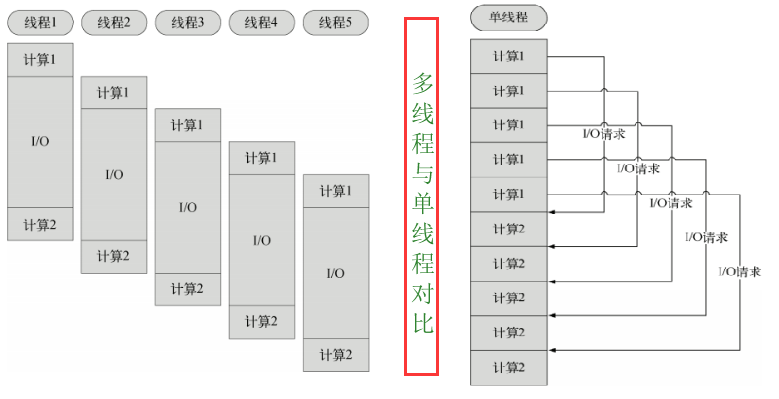 线程1
线程2
线程3
线程4
线程5
计算1
I/O
计算2
计算1
I/O
计算2
计算1
I/O
计算2
计算1
I/O
计算2
计算1
I/O
计算2
多线程与单线程对比
单线程
计算1
计算1
计算1
计算1
计算1
计算2
计算2
计算2
计算2
计算2
I/O请求
I/O请求
I/O请求
I/O请求
I/O请求